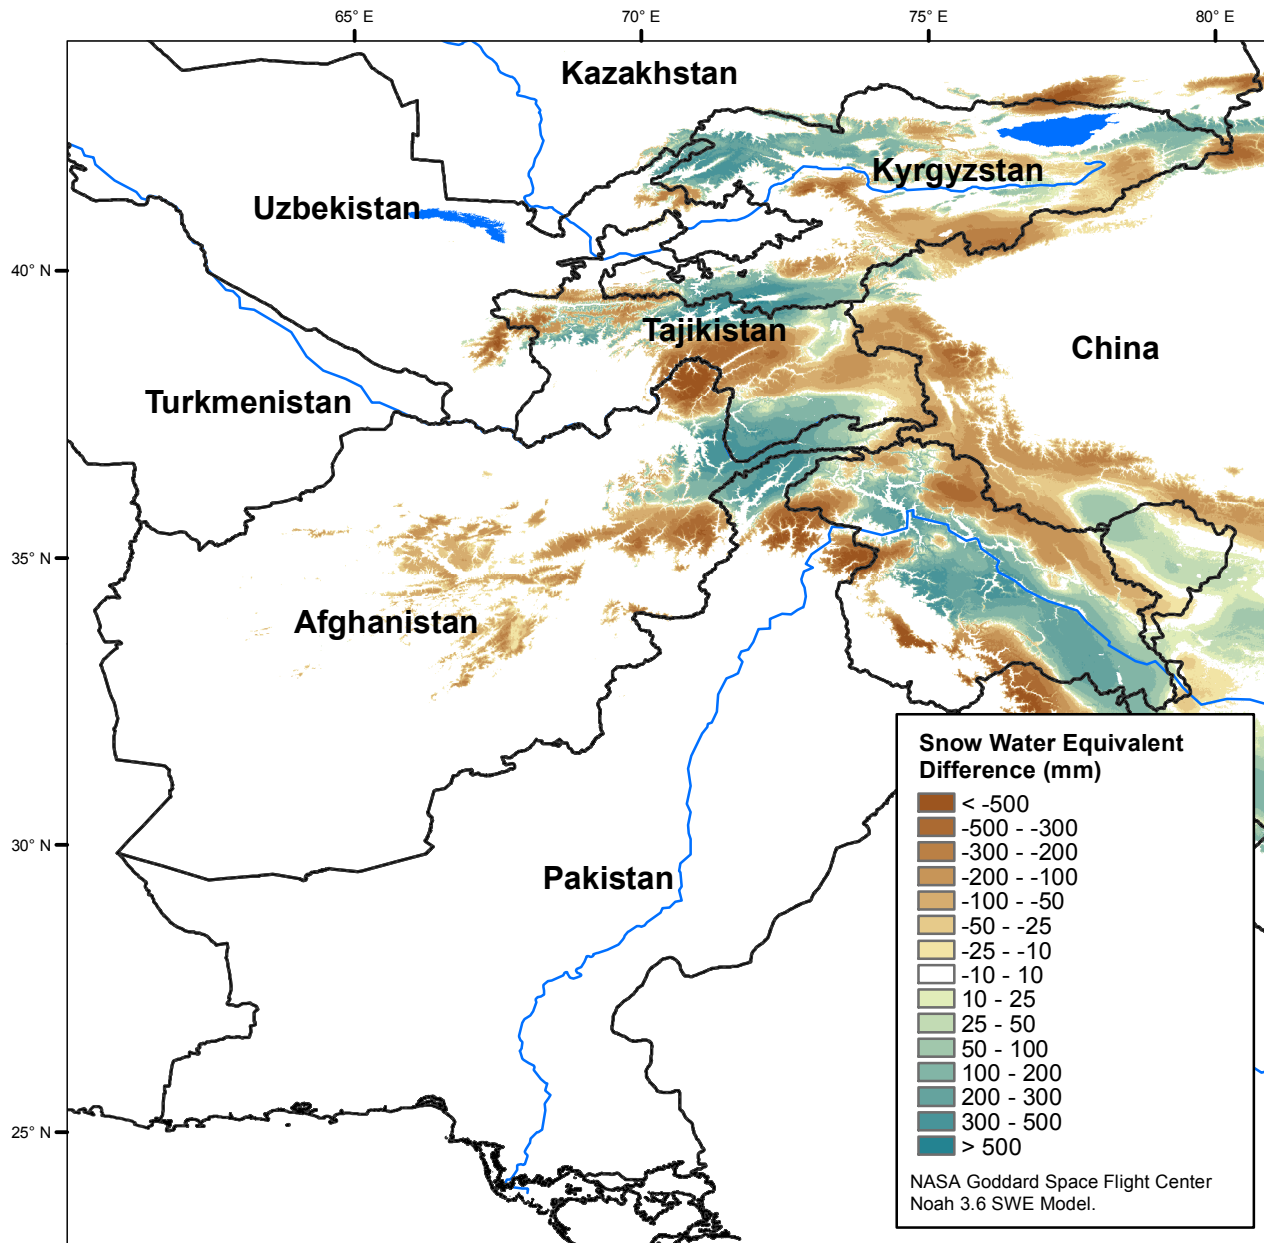 65° E
70° E
75° E
80° E
Kazakhstan
Kyrgyzstan
Uzbekistan
40° N
Tajikistan
China
Turkmenistan
35° N
Afghanistan
30° N
Pakistan
25° N
Snow Water Equivalent
Difference (mm)
< -500
-500 - -300
-300 - -200
-200 - -100
-100 - -50
-50 - -25
-25 - -10
-10 - 10
10 - 25
25 - 50
50 - 100
100 - 200
200 - 300
300 - 500
> 500
NASA Goddard Space Flight Center
Noah 3.6 SWE Model.